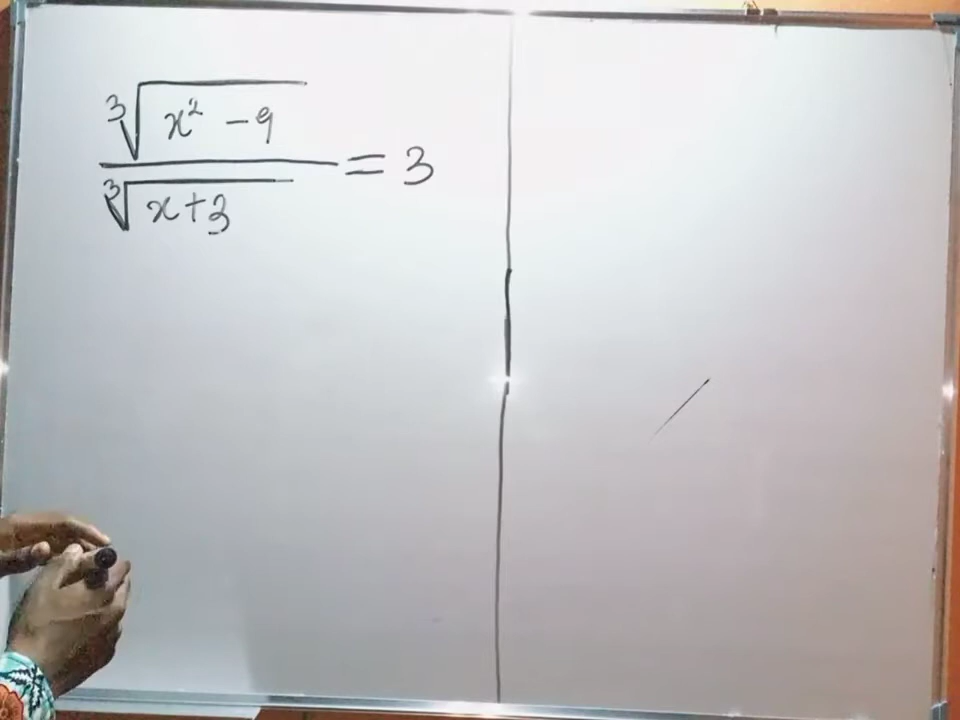 ∛(x² - 9) / ∛(x+3) = 3